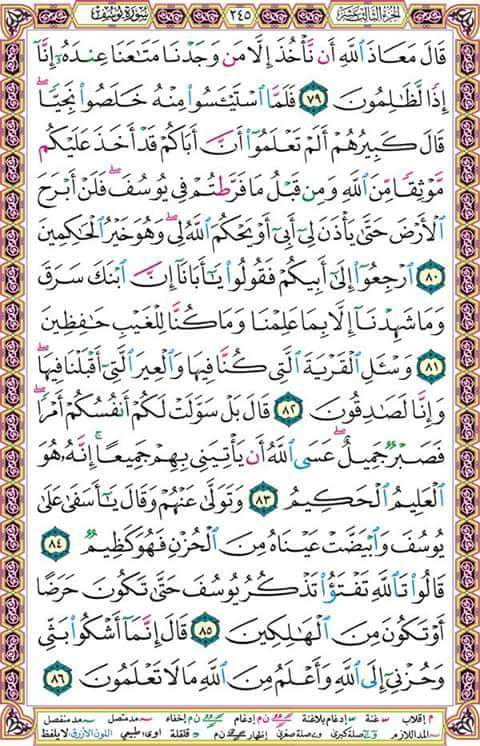 الجزء الثالث عشر ٢٤٥ سورة يوسف
قَالَ مَعَاذَ ٱللَّهِ أَن نَّأْخُذَ إِلَّا مَن وَجَدْنَا مَتَٰعَنَا عِندَهُۥٓ إِنَّآ
إِذًا لَّظَٰلِمُونَ ٧٩ فَلَمَّا ٱسْتَيْـَٔسُوا۟ مِنْهُ خَلَصُوا۟ نَجِيًّا ۖ
قَالَ كَبِيرُهُمْ أَلَمْ تَعْلَمُوٓا۟ أَنَّ أَبَاكُمْ قَدْ أَخَذَ عَلَيْكُم
مَّوْثِقًا مِّنَ ٱللَّهِ وَمِن قَبْلُ مَا فَرَّطتُمْ فِى يُوسُفَ ۖ فَلَنْ أَبْرَحَ
ٱلْأَرْضَ حَتَّىٰ يَأْذَنَ لِىٓ أَبِىٓ أَوْ يَحْكُمَ ٱللَّهُ لِى ۖ وَهُوَ خَيْرُ ٱلْحَٰكِمِينَ
٨٠ ٱرْجِعُوٓا۟ إِلَىٰٓ أَبِيكُمْ فَقُولُوا۟ يَٰٓأَبَانَآ إِنَّ ٱبْنَكَ سَرَقَ
وَمَا شَهِدْنَآ إِلَّا بِمَا عَلِمْنَا وَمَا كُنَّا لِلْغَيْبِ حَٰفِظِينَ
٨١ وَسْـَٔلِ ٱلْقَرْيَةَ ٱلَّتِى كُنَّا فِيهَا وَٱلْعِيرَ ٱلَّتِىٓ أَقْبَلْنَا فِيهَا ۖ
وَإِنَّا لَصَٰدِقُونَ ٨٢ قَالَ بَلْ سَوَّلَتْ لَكُمْ أَنفُسُكُمْ أَمْرًا ۖ
فَصَبْرٌ جَمِيلٌ ۖ عَسَى ٱللَّهُ أَن يَأْتِيَنِى بِهِمْ جَمِيعًا ۚ إِنَّهُۥ هُوَ
ٱلْعَلِيمُ ٱلْحَكِيمُ ٨٣ وَتَوَلَّىٰ عَنْهُمْ وَقَالَ يَٰٓأَسَفَىٰ عَلَىٰ
يُوسُفَ وَٱبْيَضَّتْ عَيْنَاهُ مِنَ ٱلْحُزْنِ فَهُوَ كَظِيمٌ ٨٤
قَالُوا۟ تَٱللَّهِ تَفْتَؤُا۟ تَذْكُرُ يُوسُفَ حَتَّىٰ تَكُونَ حَرَضًا
أَوْ تَكُونَ مِنَ ٱلْهَٰلِكِينَ ٨٥ قَالَ إِنَّمَآ أَشْكُوا۟ بَثِّى
وَحُزْنِىٓ إِلَى ٱللَّهِ وَأَعْلَمُ مِنَ ٱللَّهِ مَا لَا تَعْلَمُونَ ٨٦
م إقلاب غنة إدغام بلاغنة إدغام إخفاء مد متصل مد منفصل
المد اللازم صلة كبرى صلة صغرى إظهار قلقلة اوى: طبيعي اللون الأزرق: لا يلفظ